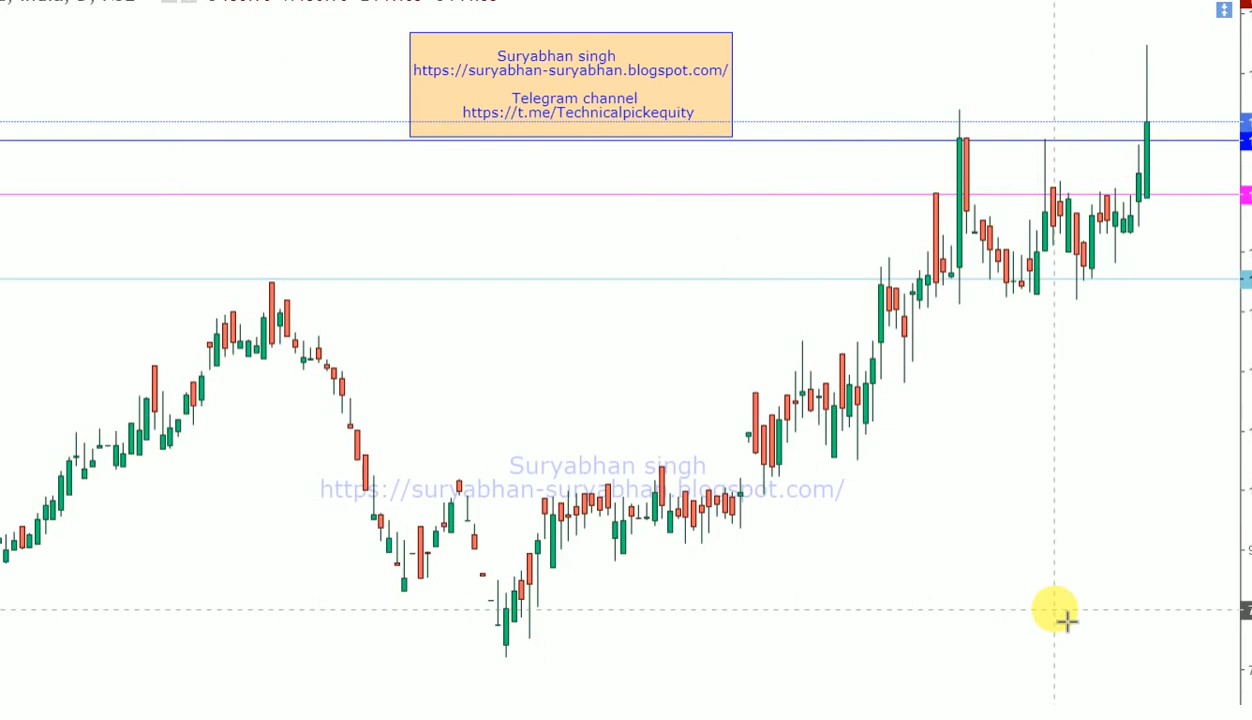 Suryabhan singh
https://suryabhan-suryabhan.blogspot.com/
Telegram channel
https://t.me/Technicalpickequity
Suryabhan singh
https://suryabhan-suryabhan.blogspot.com/